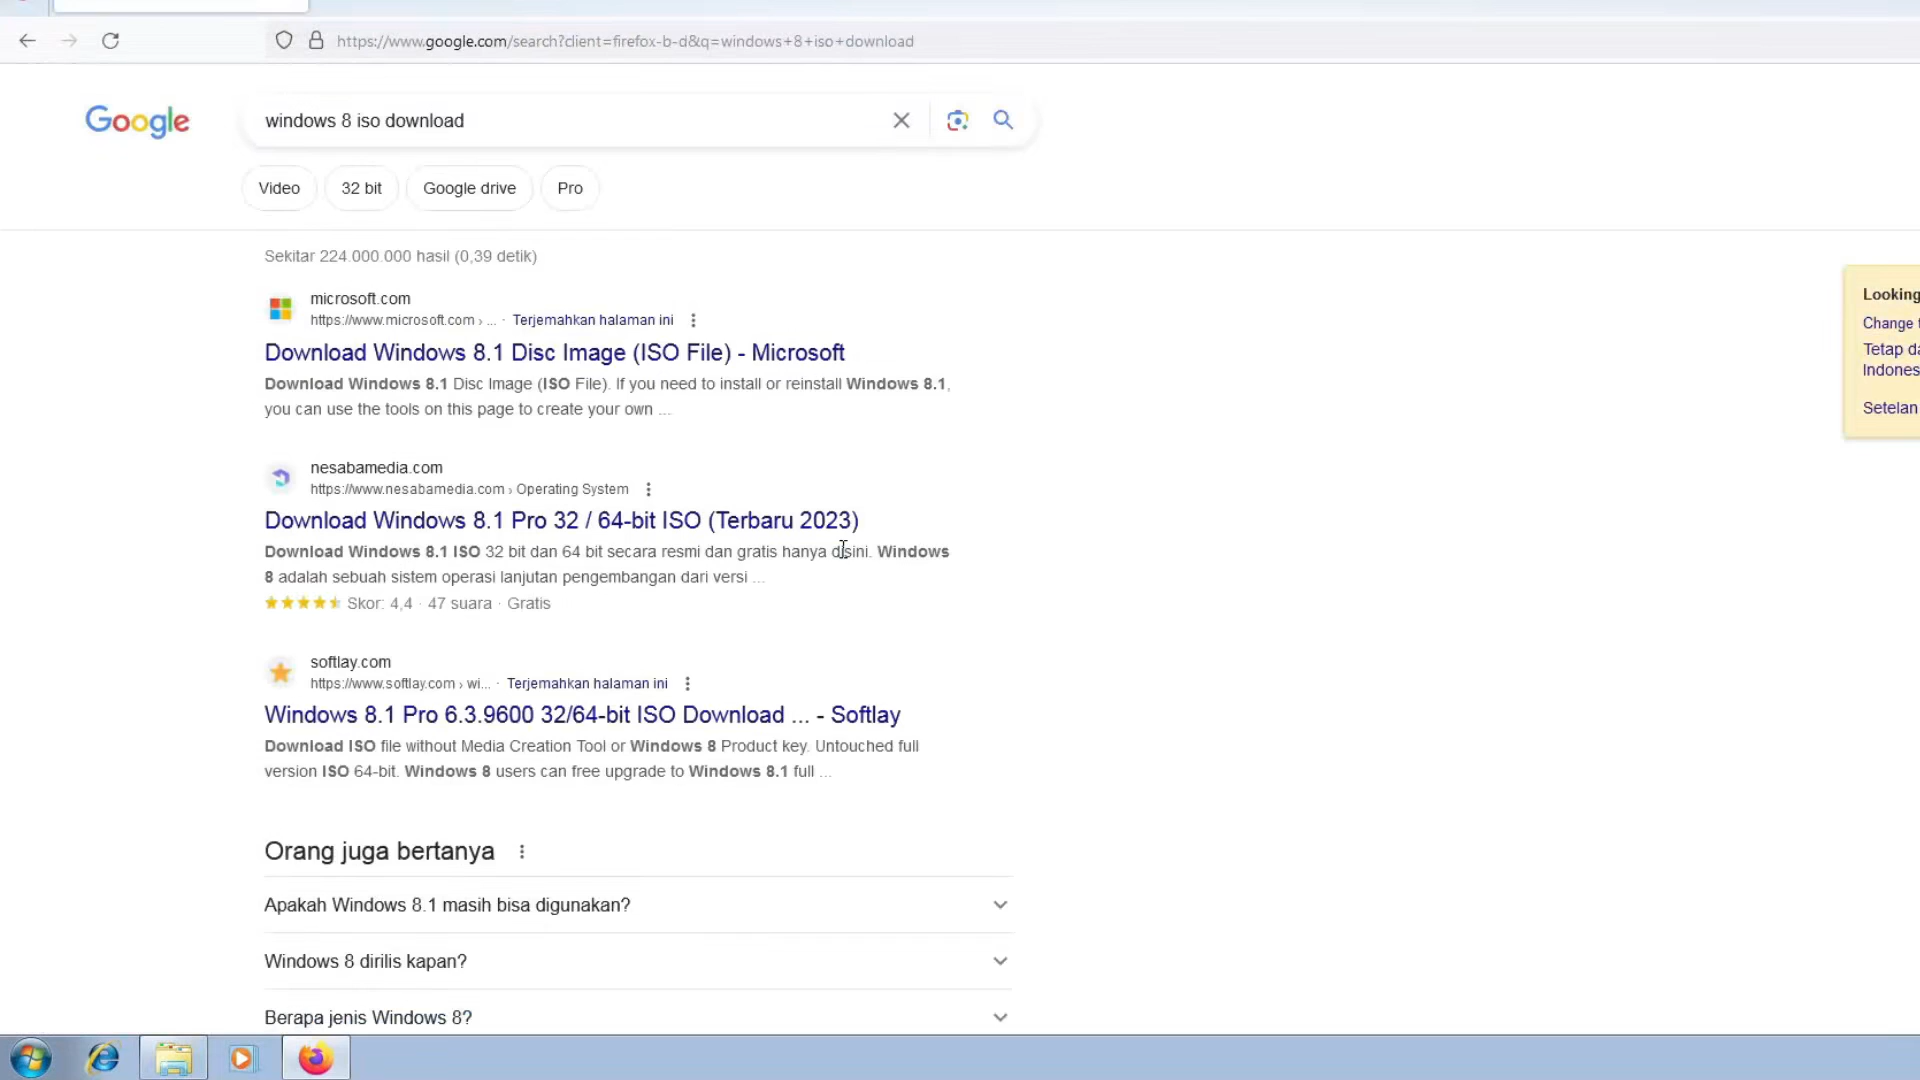 https://www.google.com/search?client=firefox-b-d&q=windows+8+iso+download
Google
windows 8 iso download
Video
32 bit
Google drive
Pro
Sekitar 224.000.000 hasil (0,39 detik)
microsoft.com
https://www.microsoft.com › ... · Terjemahkan halaman ini
Download Windows 8.1 Disc Image (ISO File) - Microsoft
Download Windows 8.1 Disc Image (ISO File). If you need to install or reinstall Windows 8.1,
you can use the tools on this page to create your own ...
nesabamedia.com
https://www.nesabamedia.com › Operating System
Download Windows 8.1 Pro 32 / 64-bit ISO (Terbaru 2023)
Download Windows 8.1 ISO 32 bit dan 64 bit secara resmi dan gratis hanya disini. Windows
8 adalah sebuah sistem operasi lanjutan pengembangan dari versi ...
Skor: 4,4 · 47 suara · Gratis
softlay.com
https://www.softlay.com › wi... · Terjemahkan halaman ini
Windows 8.1 Pro 6.3.9600 32/64-bit ISO Download ... - Softlay
Download ISO file without Media Creation Tool or Windows 8 Product key. Untouched full
version ISO 64-bit. Windows 8 users can free upgrade to Windows 8.1 full ...
Orang juga bertanya
Apakah Windows 8.1 masih bisa digunakan?
Windows 8 dirilis kapan?
Berapa jenis Windows 8?
Looking
Change
Tetap
Indones
Setelan